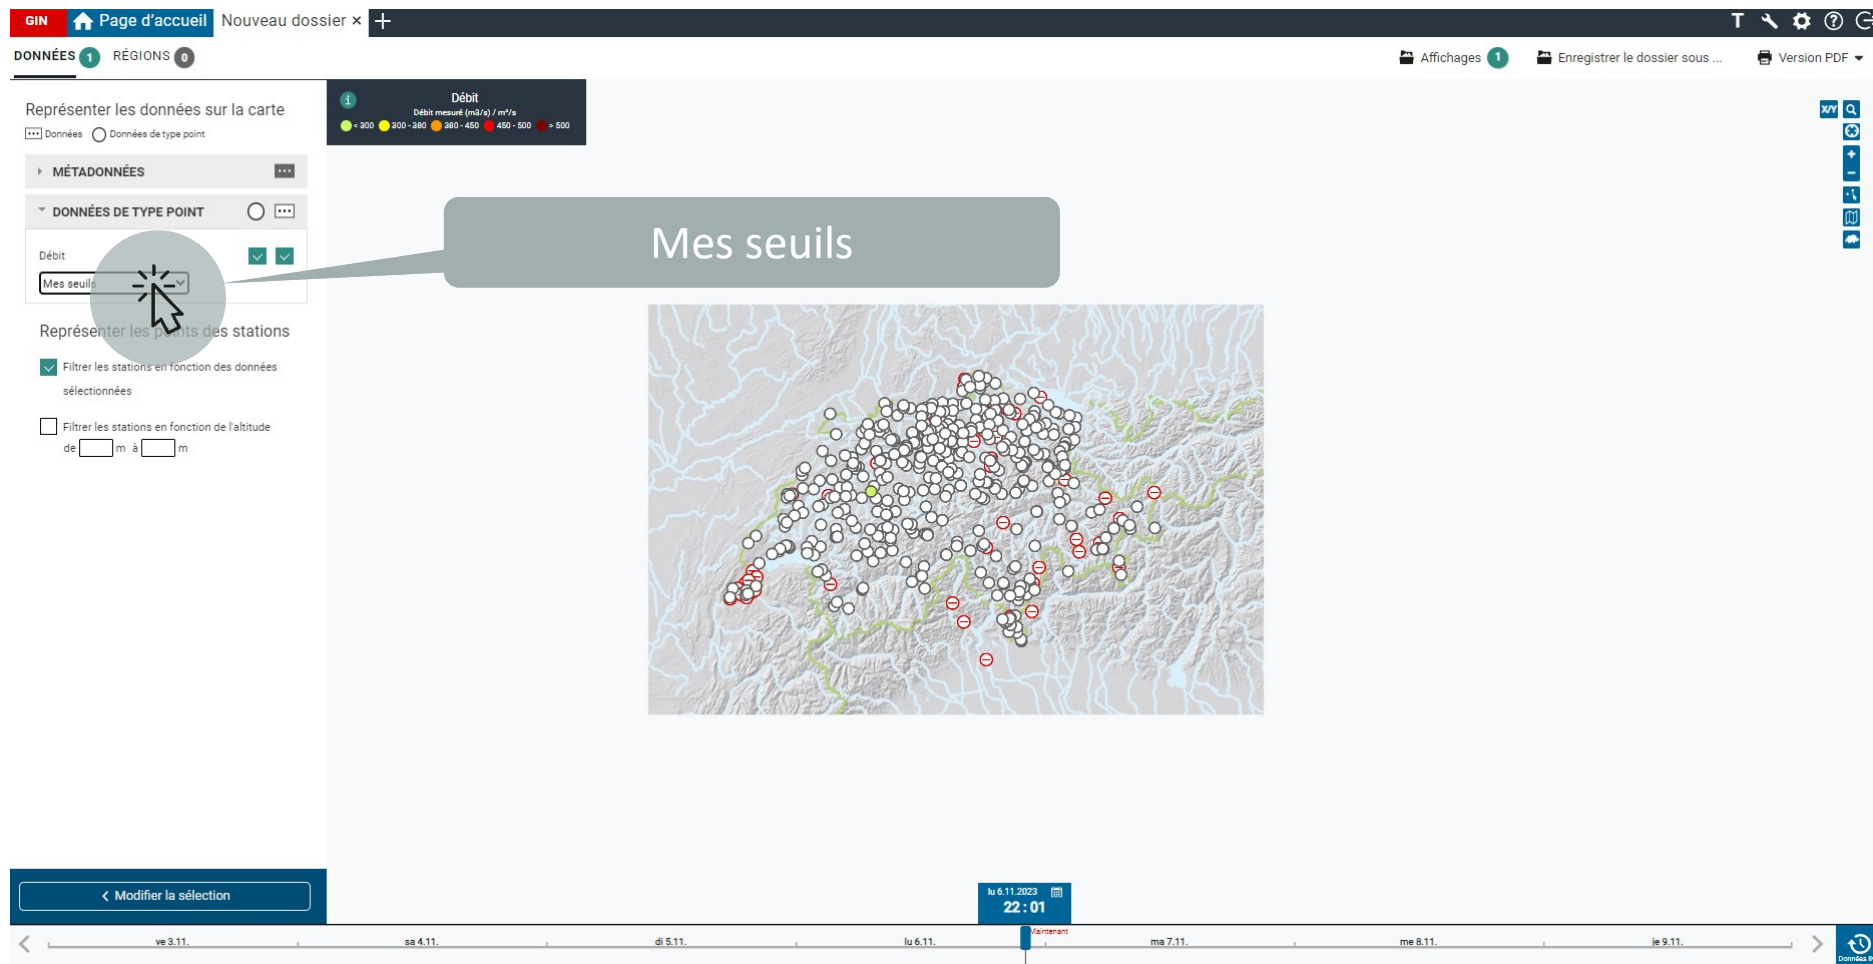 GIN Page d'accueil Nouveau dossier × +
T
DONNÉES 1 RÉGIONS 0
Affichages 1 Enregistrer le dossier sous ... Version PDF
Représenter les données sur la carte
Données Données de type point
MÉTADONNÉES
DONNÉES DE TYPE POINT
Débit
Mes seuils
Représenter les points des stations
Filtrer les stations en fonction des données
sélectionnées
Filtrer les stations en fonction de l'altitude
de m à m
Modifier la sélection
i Débit
Débit mesuré (m3/s) / m³/s
< 300 300 - 380 380 - 450 450 - 500 > 500
Mes seuils
X/Y
+
−
lu 6.11.2023
22 : 01
Maintenant
ve 3.11. sa 4.11. di 5.11. lu 6.11. ma 7.11. me 8.11. je 9.11.
Données